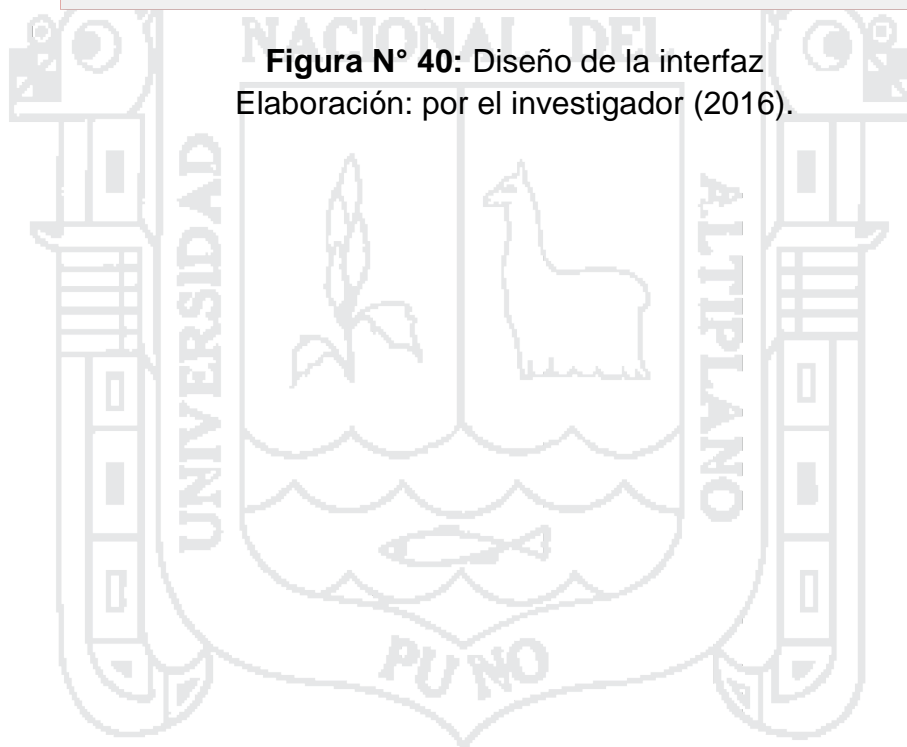 NACIONAL DEL
Figura N° 40: Diseño de la interfaz
Elaboración: por el investigador (2016).
UNIVERSIDAD
ALTIPLANO
PUNO